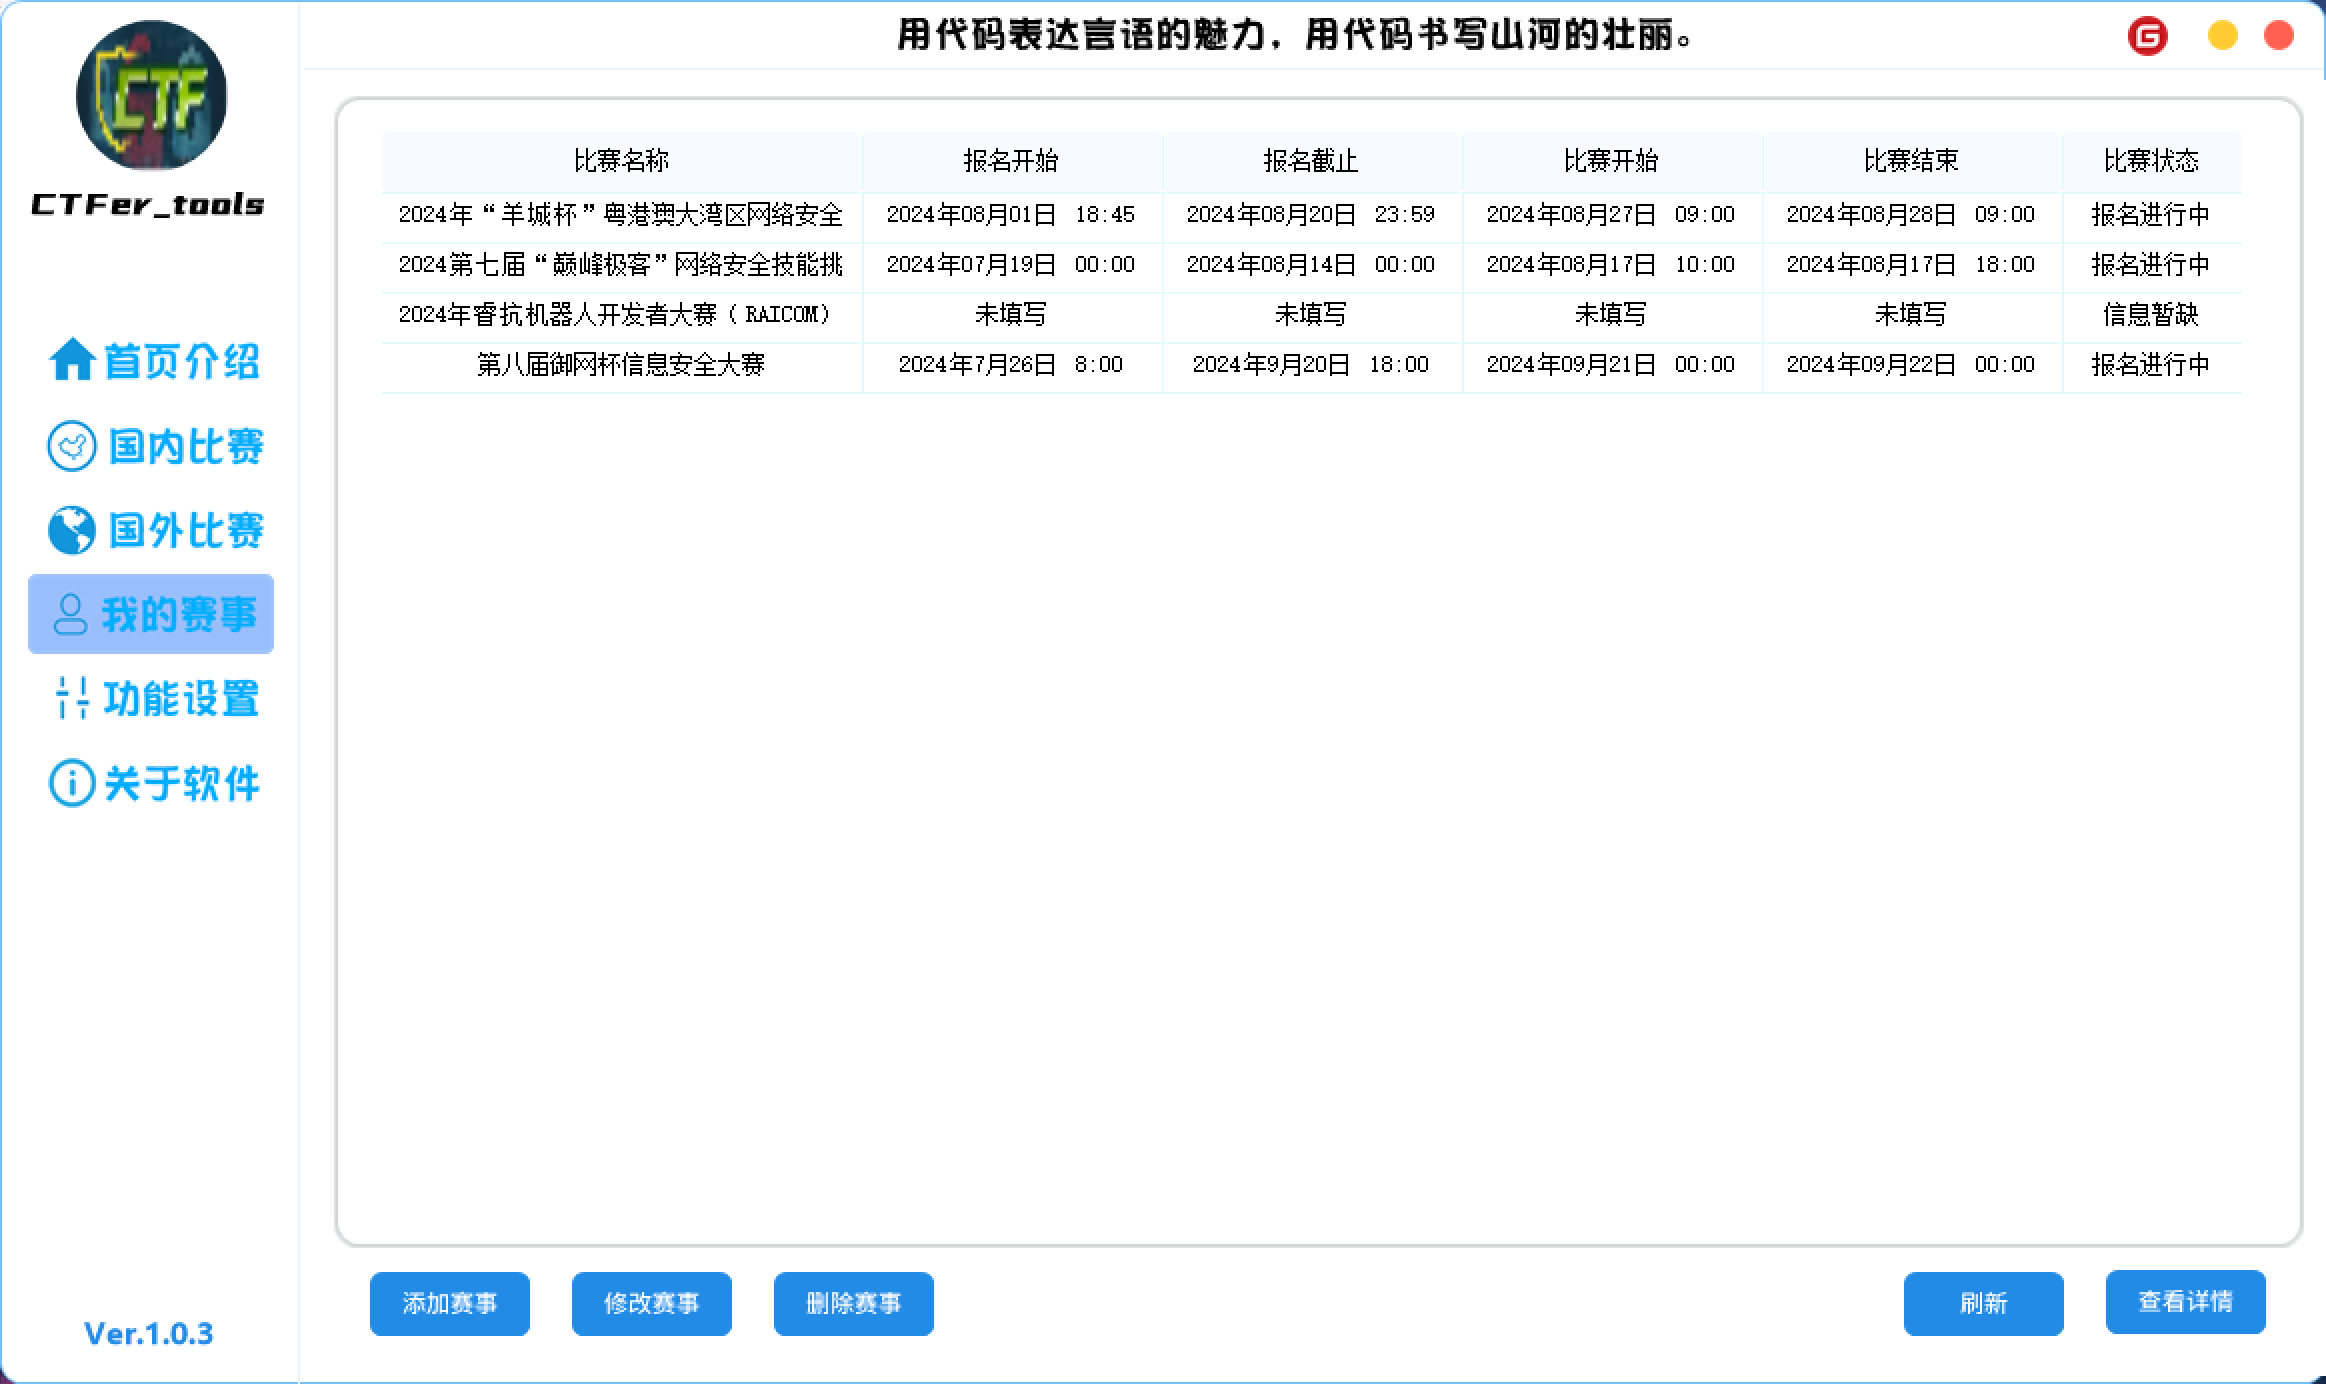 用代码表达言语的魅力，用代码书写山河的壮丽。
CTF
CTFer_tools
首页介绍
国内比赛
国外比赛
我的赛事
功能设置
关于软件
Ver.1.0.3
比赛名称 报名开始 报名截止 比赛开始 比赛结束 比赛状态
2024年“羊城杯”粤港澳大湾区网络安全 2024年08月01日 18:45 2024年08月20日 23:59 2024年08月27日 09:00 2024年08月28日 09:00 报名进行中
2024第七届“巅峰极客”网络安全技能挑 2024年07月19日 00:00 2024年08月14日 00:00 2024年08月17日 10:00 2024年08月17日 18:00 报名进行中
2024年睿抗机器人开发者大赛（RAICOM） 未填写 未填写 未填写 未填写 信息暂缺
第八届御网杯信息安全大赛 2024年7月26日 8:00 2024年9月20日 18:00 2024年09月21日 00:00 2024年09月22日 00:00 报名进行中
添加赛事 修改赛事 删除赛事 刷新 查看详情